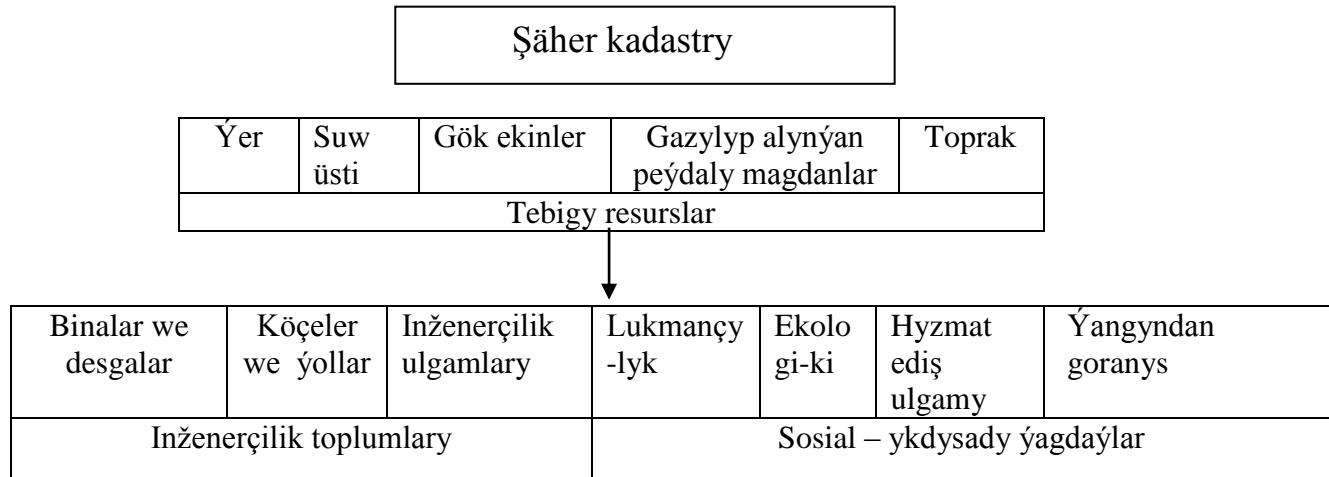 Şäher kadastry
Ýer
Suw
üsti
Gök ekinler
Gazylyp alynýan
peýdaly magdanlar
Toprak
Tebigy resurslar
Binalar we
desgalar
Köçeler
we ýollar
Inženerçilik
ulgamlary
Lukmançy
-lyk
Ekolo
gi-ki
Hyzmat
ediş
ulgamy
Ýangyndan
goranys
Inženerçilik toplumlary
Sosial – ykdysady ýagdaýlar